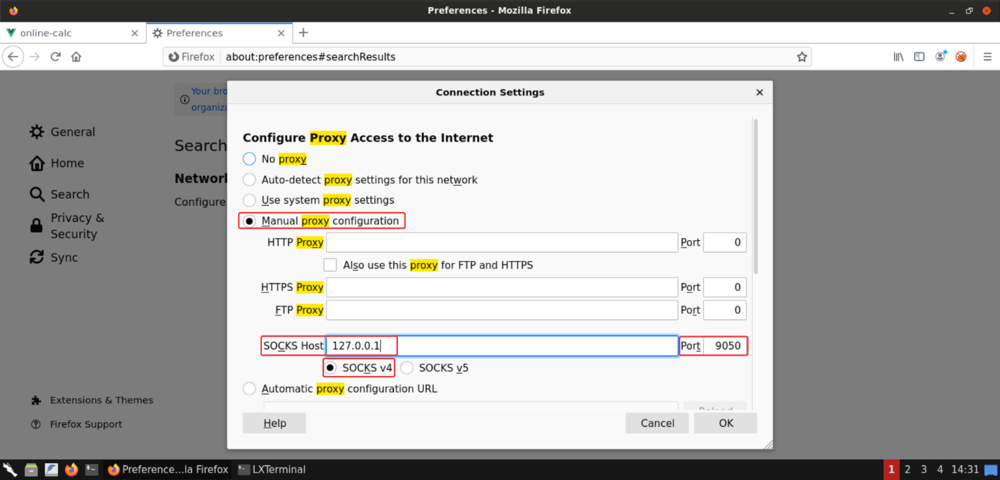 Preferences - Mozilla Firefox
online-calc
Preferences
Firefox about:preferences#searchResults
Your bro
organiza
Connection Settings
General
Home
Search
Privacy &
Security
Sync
Extensions & Themes
Firefox Support
Search
Network
Configure
Configure Proxy Access to the Internet
No proxy
Auto-detect proxy settings for this network
Use system proxy settings
Manual proxy configuration
HTTP Proxy Port 0
Also use this proxy for FTP and HTTPS
HTTPS Proxy Port 0
FTP Proxy Port 0
SOCKS Host 127.0.0.1 Port 9050
SOCKS v4 SOCKS v5
Automatic proxy configuration URL
Reload
Help Cancel OK
Preference...la Firefox LXTerminal 1 2 3 4 14:31